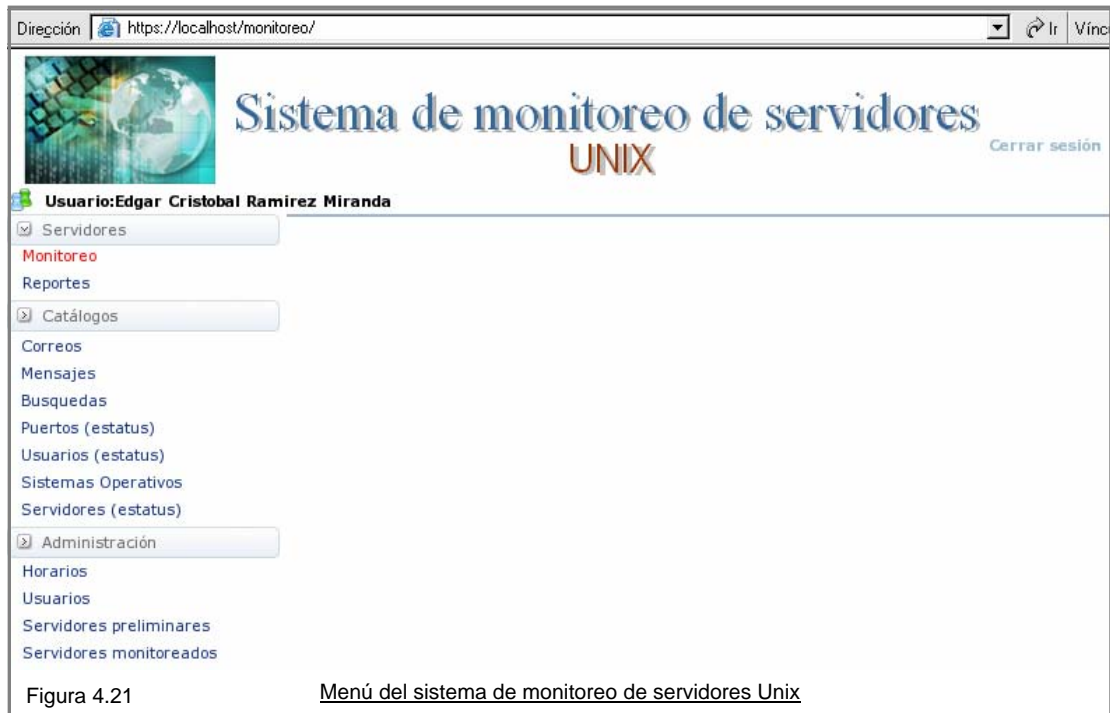 Dirección https://localhost/monitoreo/ Ir
Sistema de monitoreo de servidores
UNIX
Cerrar sesión
Usuario:Edgar Cristobal Ramirez Miranda
Servidores
Monitoreo
Reportes
Catálogos
Correos
Mensajes
Busquedas
Puertos (estatus)
Usuarios (estatus)
Sistemas Operativos
Servidores (estatus)
Administración
Horarios
Usuarios
Servidores preliminares
Servidores monitoreados
Figura 4.21 Menú del sistema de monitoreo de servidores Unix